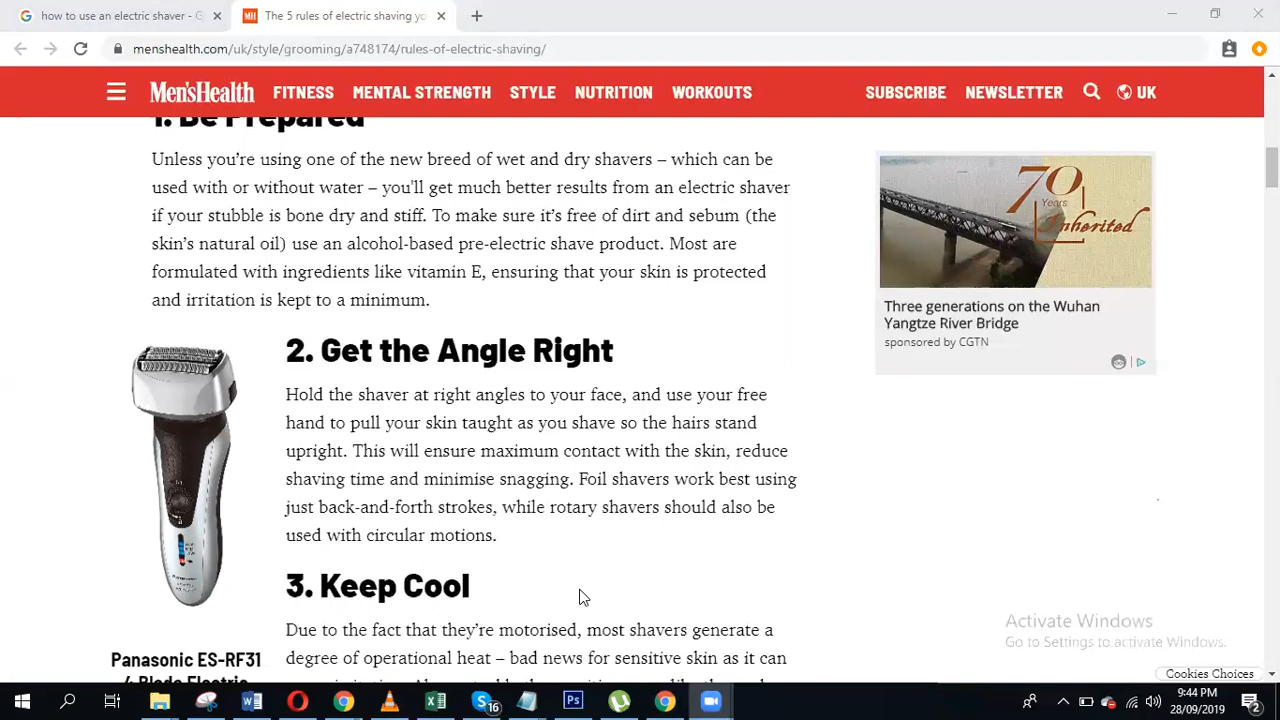 how to use an electric shaver - G
The 5 rules of electric shaving yo
menshealth.com/uk/style/grooming/a748174/rules-of-electric-shaving/
Men'sHealth FITNESS MENTAL STRENGTH STYLE NUTRITION WORKOUTS SUBSCRIBE NEWSLETTER UK
1. Be Prepared
Unless you're using one of the new breed of wet and dry shavers – which can be
used with or without water – you'll get much better results from an electric shaver
if your stubble is bone dry and stiff. To make sure it's free of dirt and sebum (the
skin's natural oil) use an alcohol-based pre-electric shave product. Most are
formulated with ingredients like vitamin E, ensuring that your skin is protected
and irritation is kept to a minimum.
70
Years
Inherited
Three generations on the Wuhan
Yangtze River Bridge
sponsored by CGTN
2. Get the Angle Right
Hold the shaver at right angles to your face, and use your free
hand to pull your skin taught as you shave so the hairs stand
upright. This will ensure maximum contact with the skin, reduce
shaving time and minimise snagging. Foil shavers work best using
just back-and-forth strokes, while rotary shavers should also be
used with circular motions.
3. Keep Cool
Due to the fact that they're motorised, most shavers generate a
degree of operational heat – bad news for sensitive skin as it can
Panasonic ES-RF31
4 Blade Electric
Activate Windows
Go to Settings to activate Windows.
Cookies Choices
16
9:44 PM
28/09/2019
2